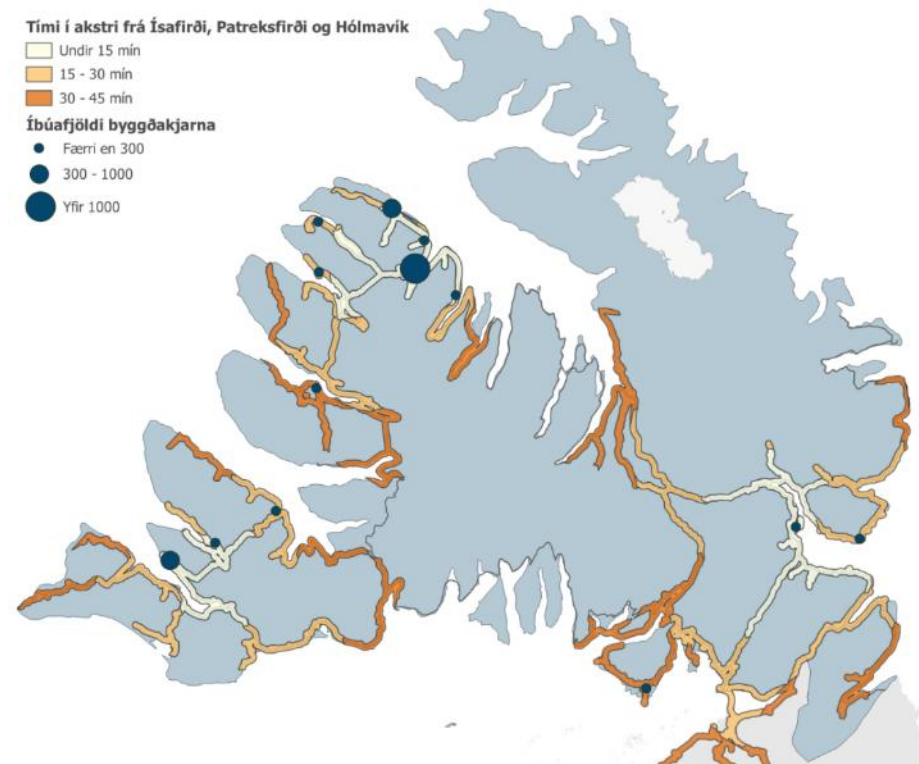 Tími í akstri frá Ísafirði, Patreksfirði og Hólmavík
Undir 15 mín
15 - 30 mín
30 - 45 mín
Íbúafjöldi byggðakjarna
Færri en 300
300 - 1000
Yfir 1000